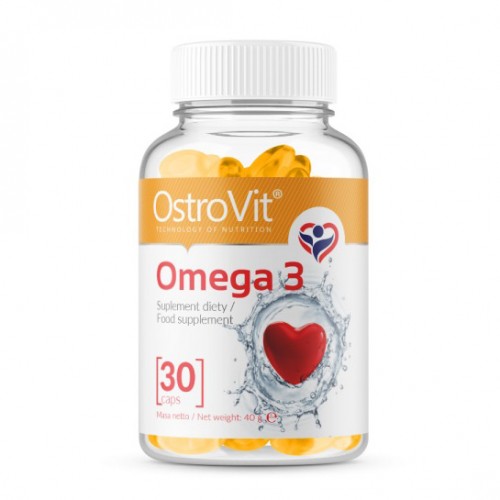 OstroVit®
TECHNOLOGY OF NUTRITION
Omega 3
Suplement diety /
Food supplement
[30]
caps
Masa netto / Net weight: 40 g ℮